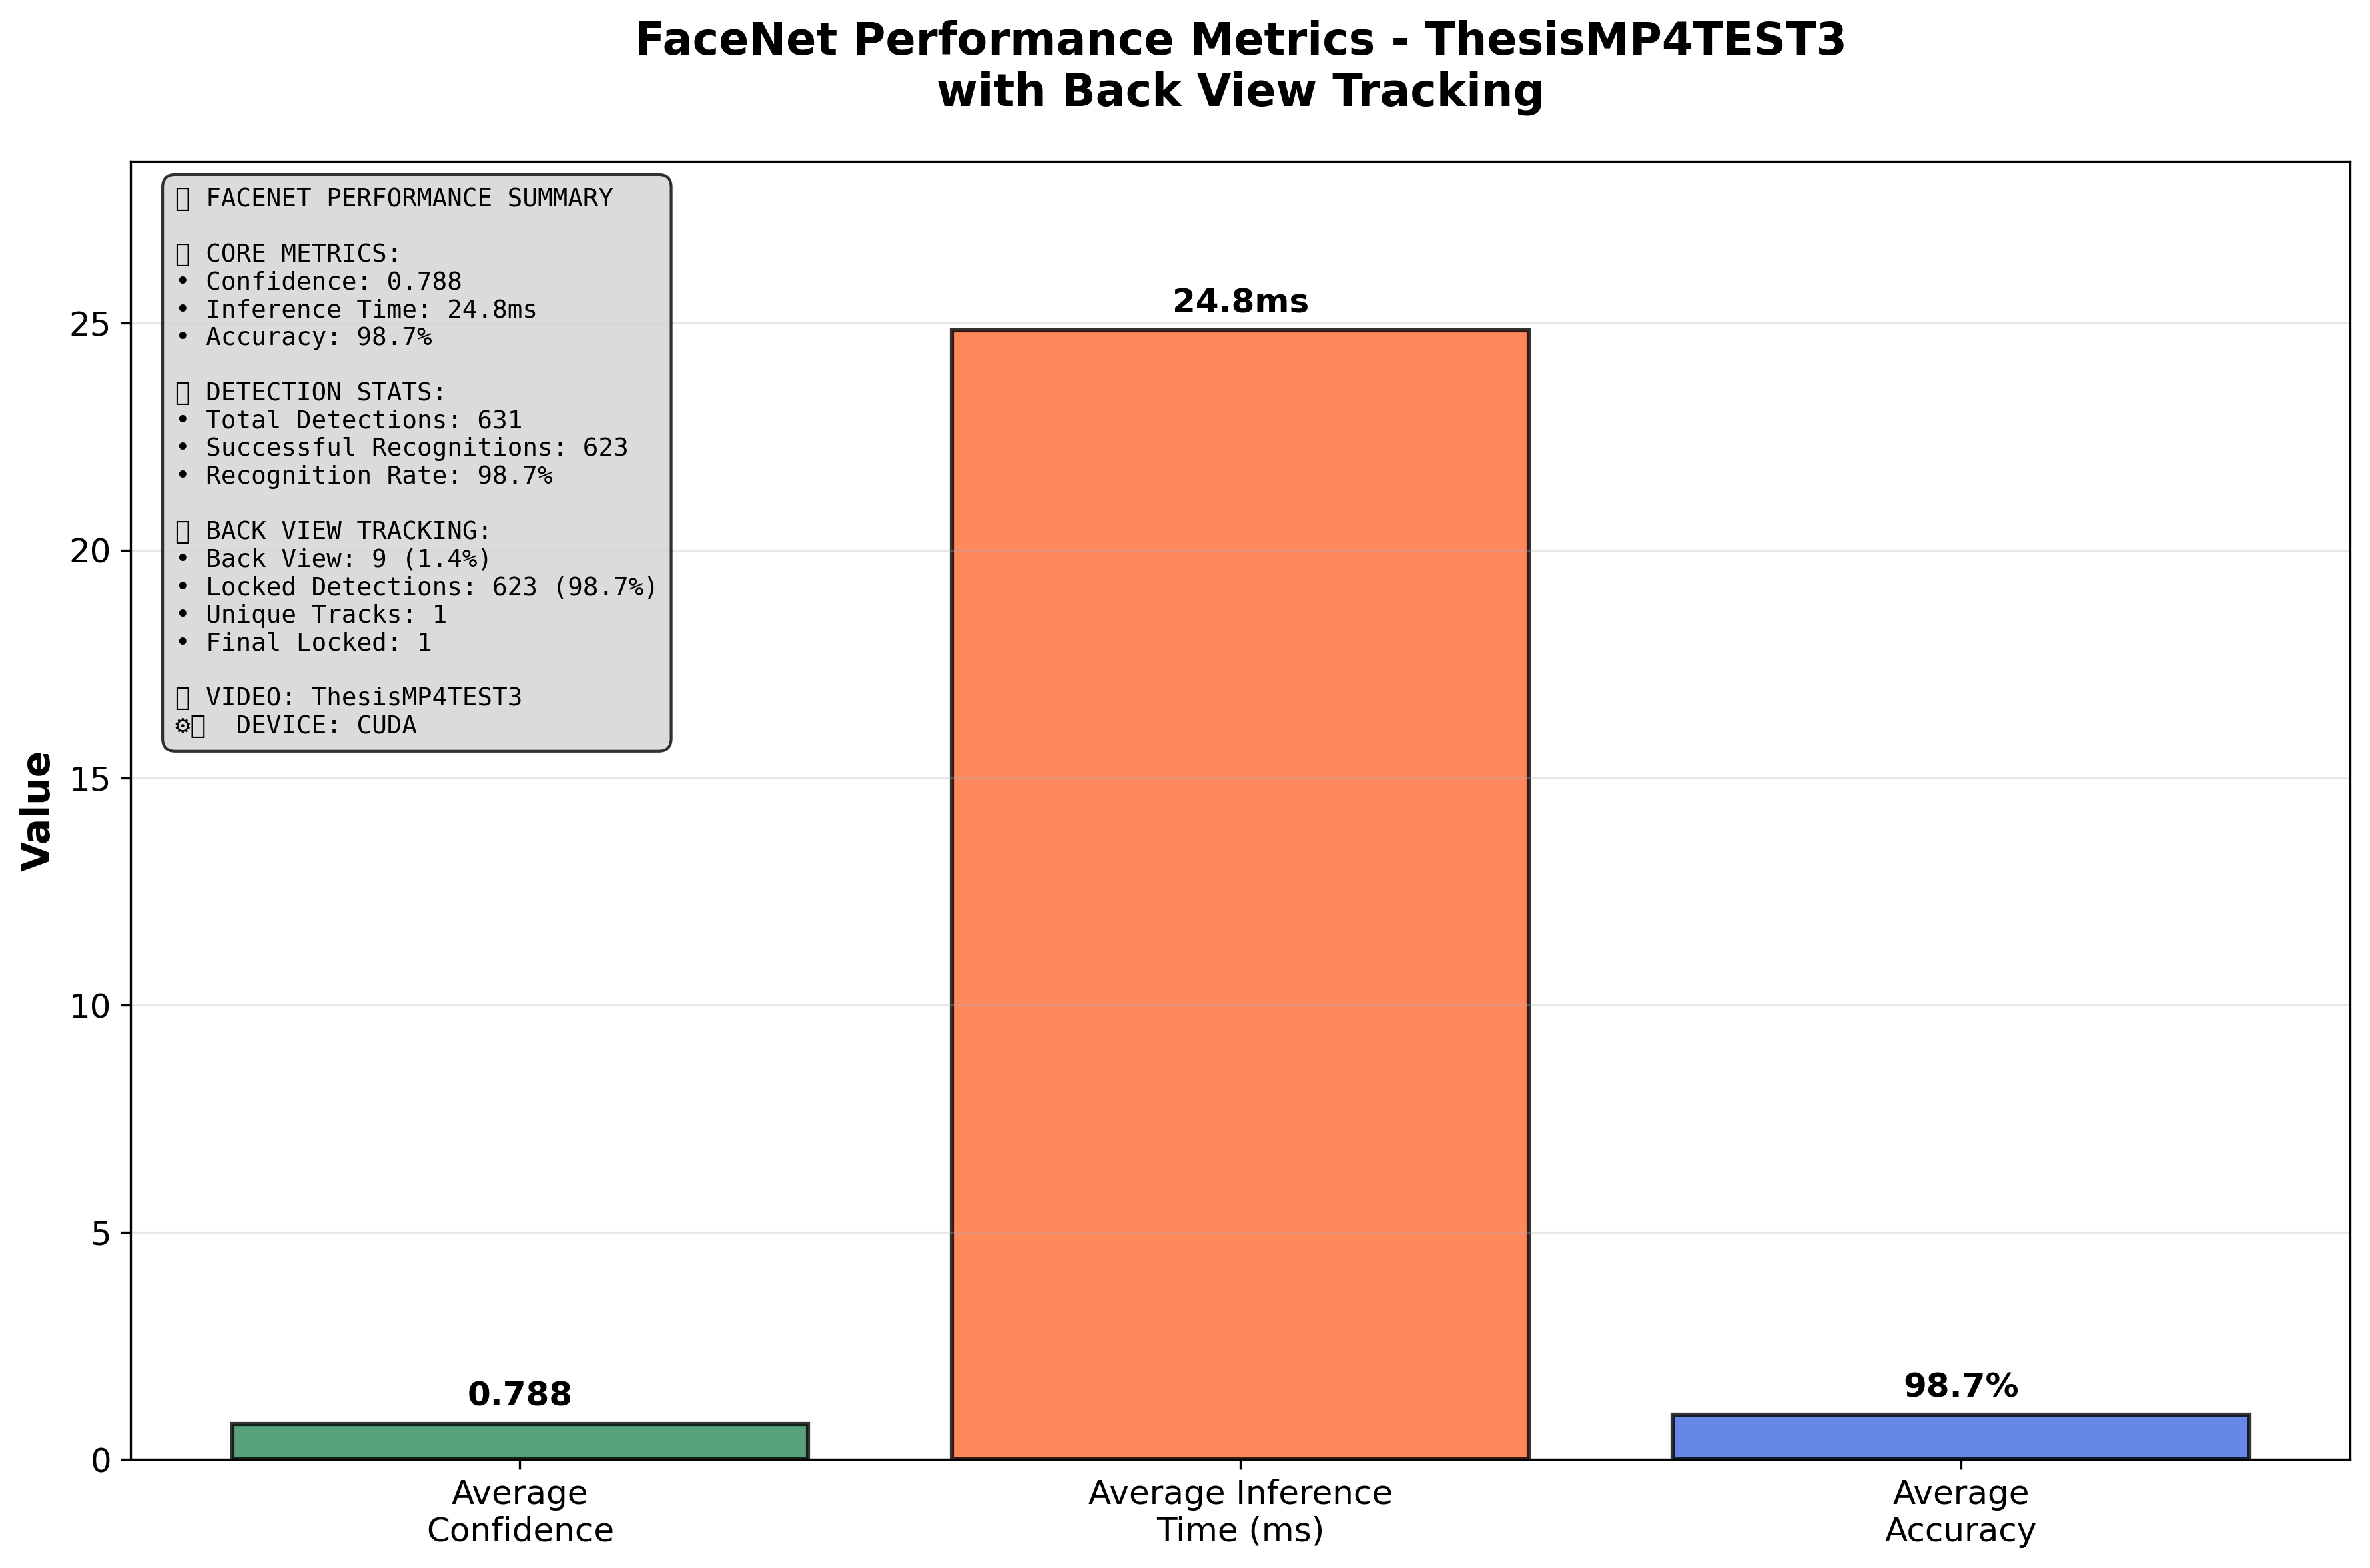 FaceNet Performance Metrics - ThesisMP4TEST3
with Back View Tracking
FACENET PERFORMANCE SUMMARY
CORE METRICS:
• Confidence: 0.788
• Inference Time: 24.8ms
• Accuracy: 98.7%
DETECTION STATS:
• Total Detections: 631
• Successful Recognitions: 623
• Recognition Rate: 98.7%
BACK VIEW TRACKING:
• Back View: 9 (1.4%)
• Locked Detections: 623 (98.7%)
• Unique Tracks: 1
• Final Locked: 1
VIDEO: ThesisMP4TEST3
⚙ DEVICE: CUDA
Value
25
20
15
10
5
0
0.788
24.8ms
98.7%
Average
Confidence
Average Inference
Time (ms)
Average
Accuracy